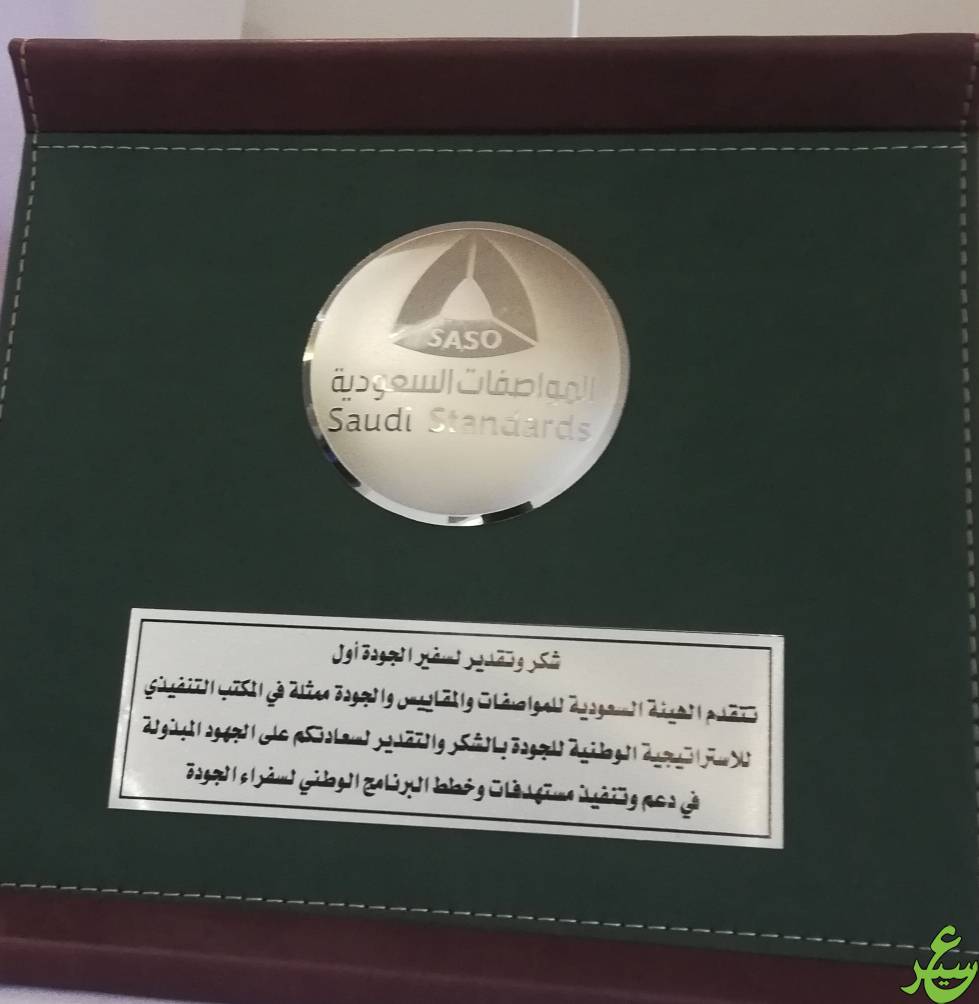 SASO
المواصفات السعودية
Saudi Standards
شكر وتقدير لسفير الجودة أول
تتقدم الهيئة السعودية للمواصفات والمقاييس والجودة ممثلة في المكتب التنفيذي
للاستراتيجية الوطنية للجودة بالشكر والتقدير لسعادتكم على الجهود المبذولة
في دعم وتنفيذ مستهدفات وخطط البرنامج الوطني لسفراء الجودة